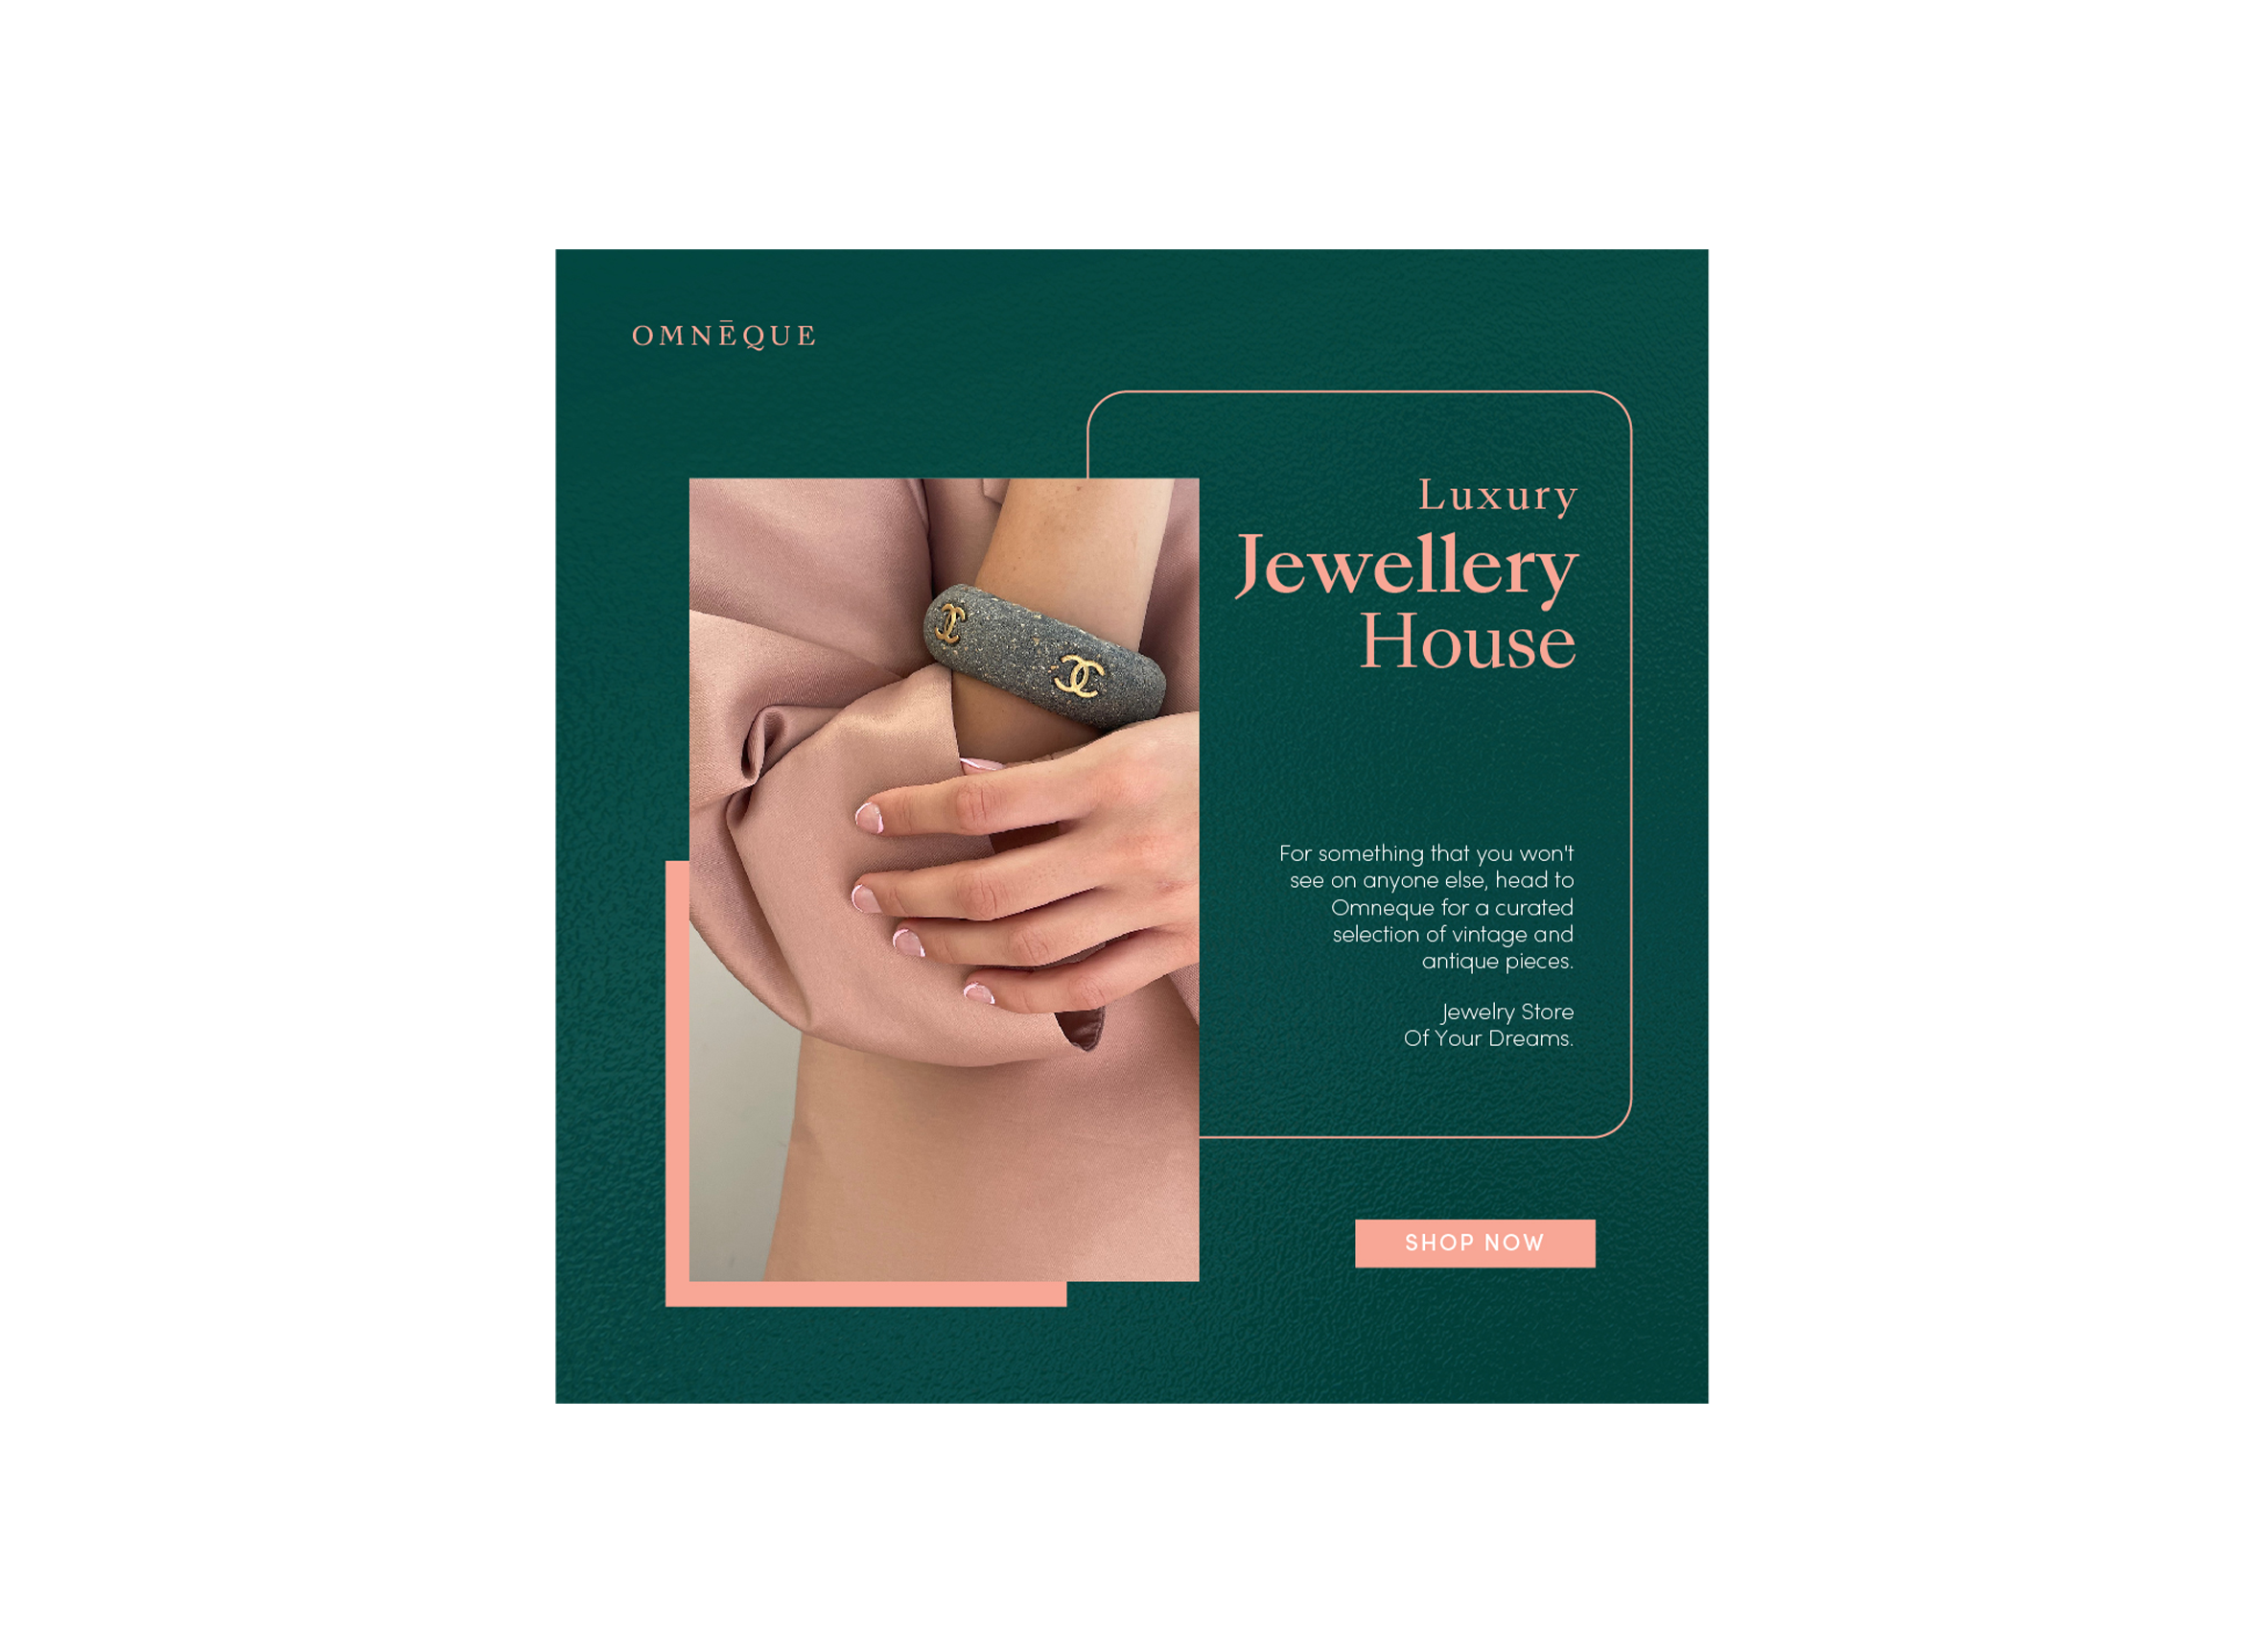 OMNĒQUE
Luxury
Jewellery
House
For something that you won't
see on anyone else, head to
Omneque for a curated
selection of vintage and
antique pieces.
Jewelry Store
Of Your Dreams.
SHOP NOW